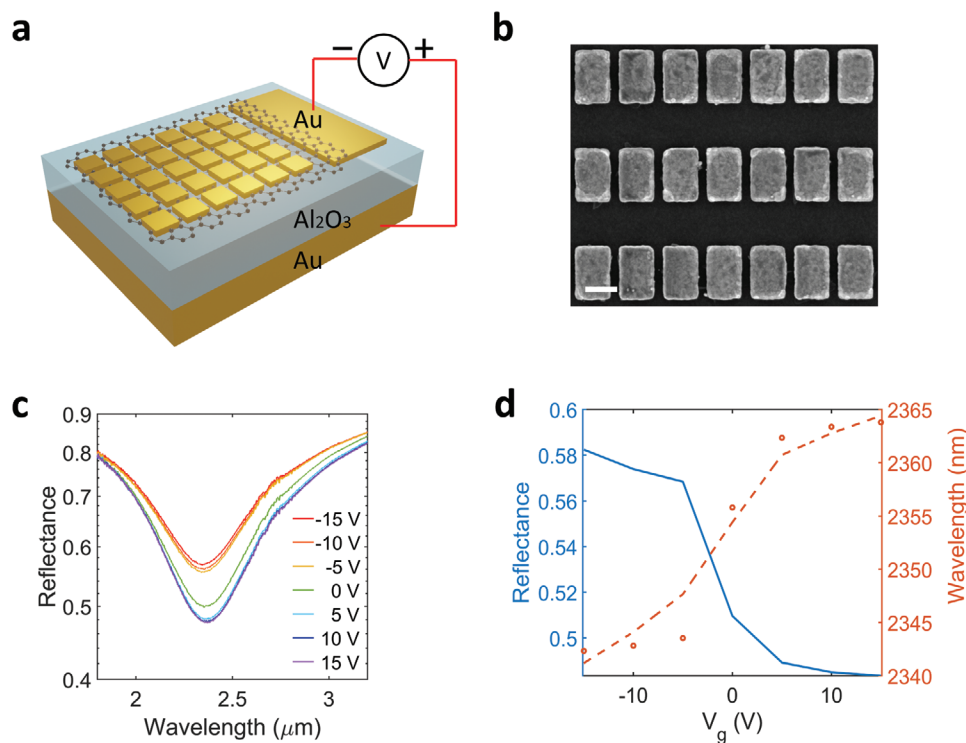 a
− V +
Au
Al₂O₃
Au
b
c
0.9
0.8
0.7
0.6
0.5
0.4
Reflectance
-15 V
-10 V
-5 V
0 V
5 V
10 V
15 V
2 2.5 3
Wavelength (μm)
d
0.6
0.58
0.56
0.54
0.52
0.5
Reflectance
2365
2360
2355
2350
2345
2340
Wavelength (nm)
-10 0 10
V_g (V)